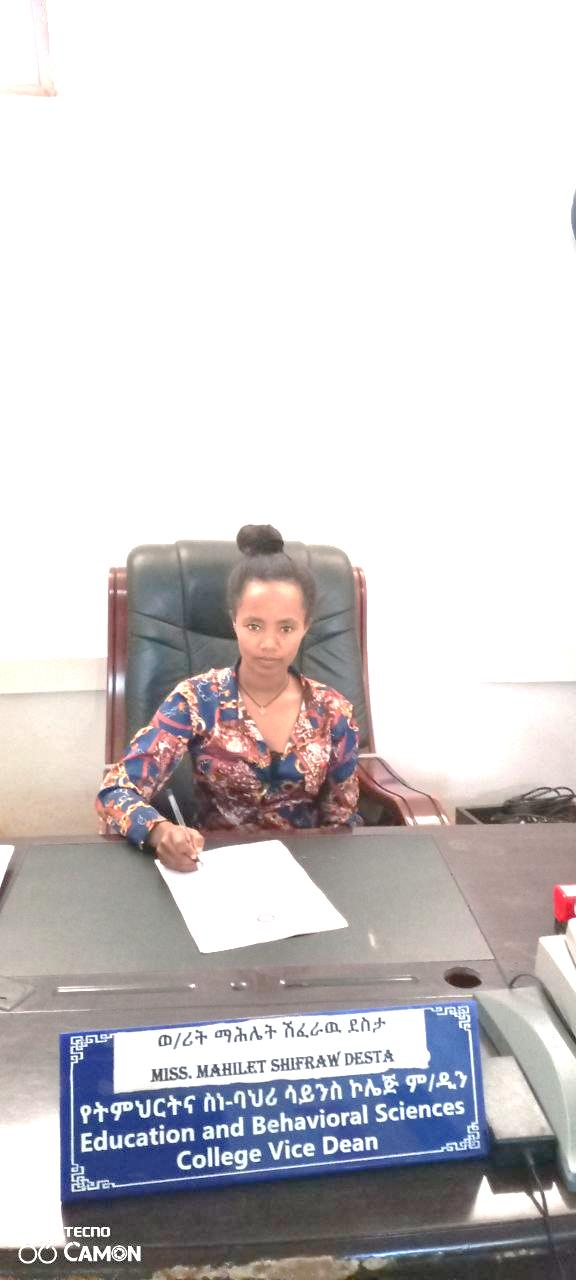 ወ/ሪት ማሕሌት ሽፈራዉ ደስታ
MISS. MAHILET SHIFRAW DESTA
የትምህርትና ስነ-ባህሪ ሳይንስ ኮሌጅ ም/ዲን
Education and Behavioral Sciences
College Vice Dean
TECNO
CAMON